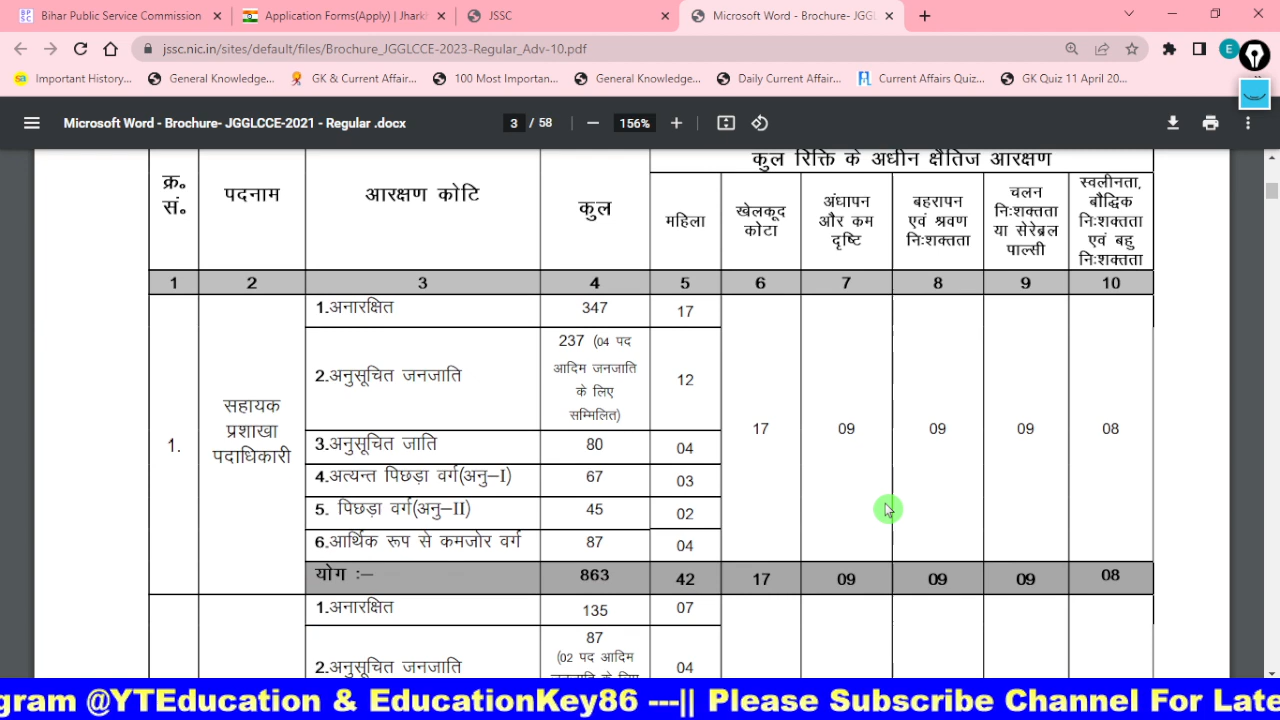 Bihar Public Service Commission
Application Forms(Apply) | Jharkh
JSSC
Microsoft Word - Brochure- JGGL
jssc.nic.in/sites/default/files/Brochure_JGGLCCE-2023-Regular_Adv-10.pdf
E
Important History...
General Knowledge...
GK & Current Affair...
100 Most Importan...
General Knowledge...
Daily Current Affair...
Current Affairs Quiz...
GK Quiz 11 April 20...
Microsoft Word - Brochure- JGGLCCE-2021 - Regular .docx
3 / 58
156%
कुल रिक्ति के अधीन क्षैतिज आरक्षण
क्र॰ सं॰
पदनाम
आरक्षण कोटि
कुल
महिला
खेलकूद कोटा
अंधापन और कम दृष्टि
बहरापन एवं श्रवण निःशक्तता
चलन निःशक्तता या सेरेब्रल पाल्सी
स्वलीनता, बौद्धिक निःशक्तता एवं बहु निःशक्तता
1 2 3 4 5 6 7 8 9 10
1.
सहायक प्रशाखा पदाधिकारी
1.अनारक्षित 347 17
2.अनुसूचित जनजाति 237 (04 पद आदिम जनजाति के लिए सम्मिलित) 12
3.अनुसूचित जाति 80 04
4.अत्यन्त पिछड़ा वर्ग(अनु–I) 67 03
5. पिछड़ा वर्ग(अनु–II) 45 02
6.आर्थिक रूप से कमजोर वर्ग 87 04
17 09 09 09 08
योग :– 863 42 17 09 09 09 08
1.अनारक्षित 135 07
2.अनुसूचित जनजाति 87 (02 पद आदिम 04
gram @YTEducation & EducationKey86 ---|| Please Subscribe Channel For Late